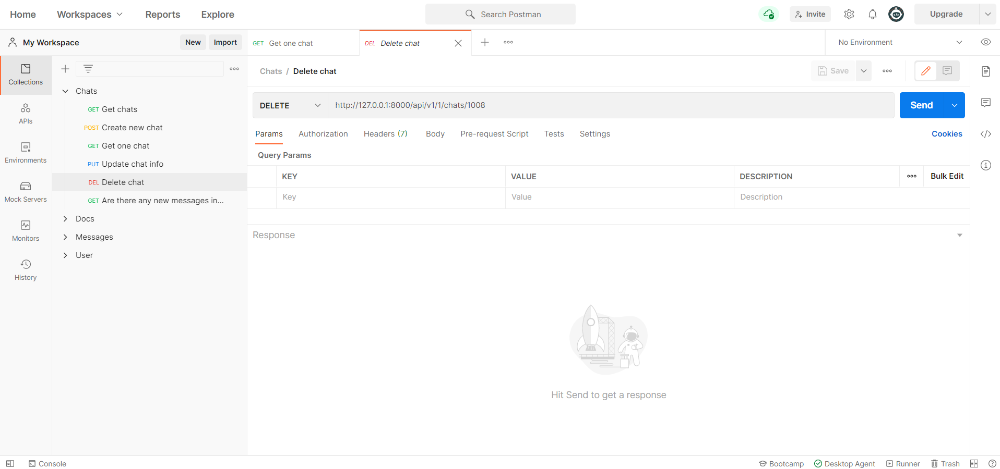 Home Workspaces Reports Explore Search Postman Invite Upgrade
My Workspace New Import GET Get one chat DEL Delete chat No Environment
Collections
APIs
Environments
Mock Servers
Monitors
History
Chats
GET Get chats
POST Create new chat
GET Get one chat
PUT Update chat info
DEL Delete chat
GET Are there any new messages in...
Docs
Messages
User
Chats / Delete chat Save
DELETE http://127.0.0.1:8000/api/v1/1/chats/1008 Send
Params Authorization Headers (7) Body Pre-request Script Tests Settings Cookies
Query Params
KEY VALUE DESCRIPTION Bulk Edit
Key Value Description
Response
Hit Send to get a response
Console Bootcamp Desktop Agent Runner Trash